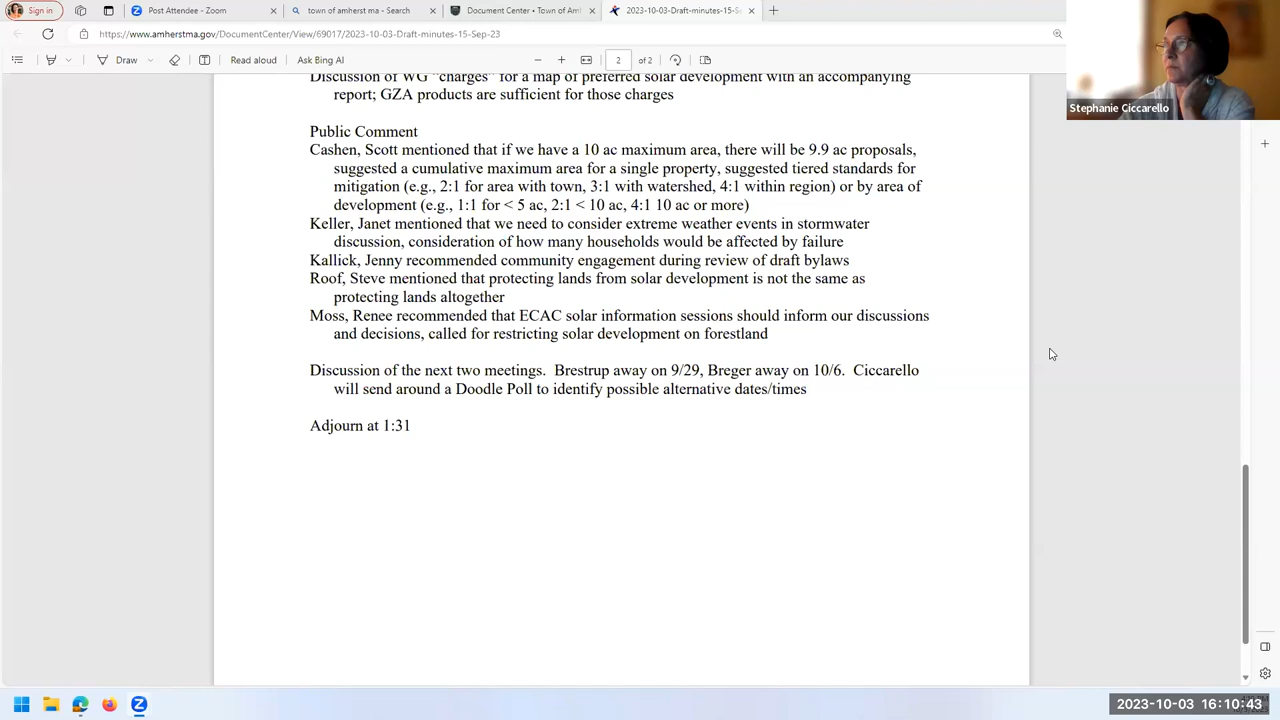 Sign in
Post Attendee - Zoom
town of amherst ma - Search
Document Center • Town of Am
2023-10-03-Draft-minutes-15-Se
https://www.amherstma.gov/DocumentCenter/View/69017/2023-10-03-Draft-minutes-15-Sep-23
Draw
Read aloud
Ask Bing AI
2
of 2
Stephanie Ciccarello
Discussion of WG "charges" for a map of preferred solar development with an accompanying
report; GZA products are sufficient for those charges
Public Comment
Cashen, Scott mentioned that if we have a 10 ac maximum area, there will be 9.9 ac proposals,
suggested a cumulative maximum area for a single property, suggested tiered standards for
mitigation (e.g., 2:1 for area with town, 3:1 with watershed, 4:1 within region) or by area of
development (e.g., 1:1 for < 5 ac, 2:1 < 10 ac, 4:1 10 ac or more)
Keller, Janet mentioned that we need to consider extreme weather events in stormwater
discussion, consideration of how many households would be affected by failure
Kallick, Jenny recommended community engagement during review of draft bylaws
Roof, Steve mentioned that protecting lands from solar development is not the same as
protecting lands altogether
Moss, Renee recommended that ECAC solar information sessions should inform our discussions
and decisions, called for restricting solar development on forestland
Discussion of the next two meetings. Brestrup away on 9/29, Breger away on 10/6. Ciccarello
will send around a Doodle Poll to identify possible alternative dates/times
Adjourn at 1:31
2023-10-03 16:10:43